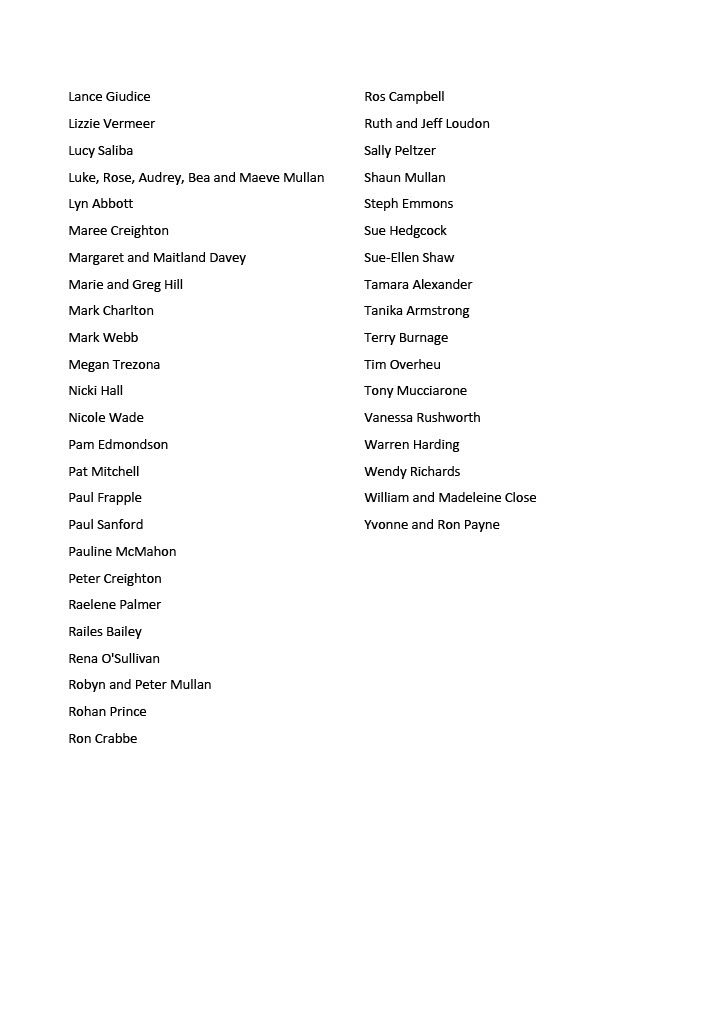 Lance Giudice
Lizzie Vermeer
Lucy Saliba
Luke, Rose, Audrey, Bea and Maeve Mullan
Lyn Abbott
Maree Creighton
Margaret and Maitland Davey
Marie and Greg Hill
Mark Charlton
Mark Webb
Megan Trezona
Nicki Hall
Nicole Wade
Pam Edmondson
Pat Mitchell
Paul Frapple
Paul Sanford
Pauline McMahon
Peter Creighton
Raelene Palmer
Railes Bailey
Rena O'Sullivan
Robyn and Peter Mullan
Rohan Prince
Ron Crabbe
Ros Campbell
Ruth and Jeff Loudon
Sally Peltzer
Shaun Mullan
Steph Emmons
Sue Hedgcock
Sue-Ellen Shaw
Tamara Alexander
Tanika Armstrong
Terry Burnage
Tim Overheu
Tony Mucciarone
Vanessa Rushworth
Warren Harding
Wendy Richards
William and Madeleine Close
Yvonne and Ron Payne